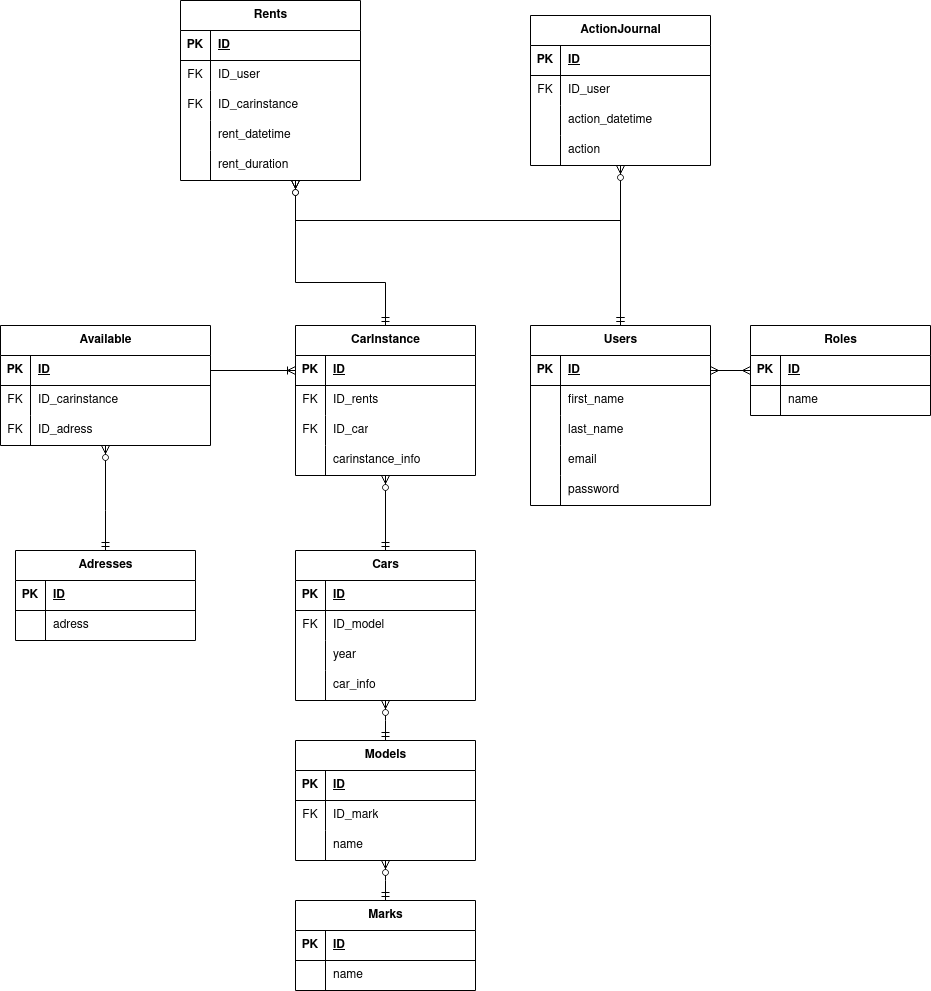 Rents
PK ID
FK ID_user
FK ID_carinstance
rent_datetime
rent_duration
ActionJournal
PK ID
FK ID_user
action_datetime
action
Available
PK ID
FK ID_carinstance
FK ID_adress
CarInstance
PK ID
FK ID_rents
FK ID_car
carinstance_info
Users
PK ID
first_name
last_name
email
password
Roles
PK ID
name
Adresses
PK ID
adress
Cars
PK ID
FK ID_model
year
car_info
Models
PK ID
FK ID_mark
name
Marks
PK ID
name